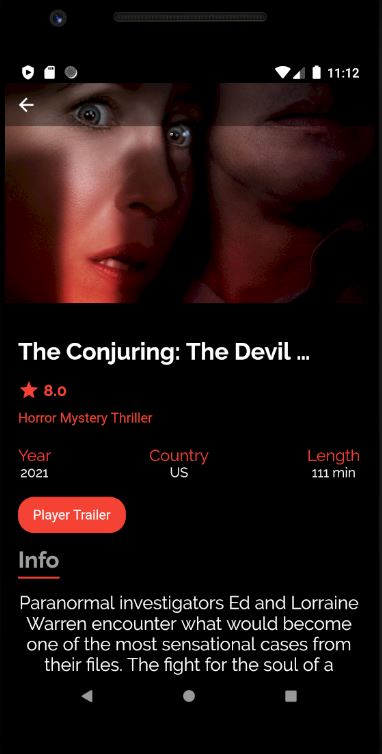 11:12
The Conjuring: The Devil ...
8.0
Horror Mystery Thriller
Year Country Length
2021 US 111 min
Player Trailer
Info
Paranormal investigators Ed and Lorraine
Warren encounter what would become
one of the most sensational cases from
their files. The fight for the soul of a